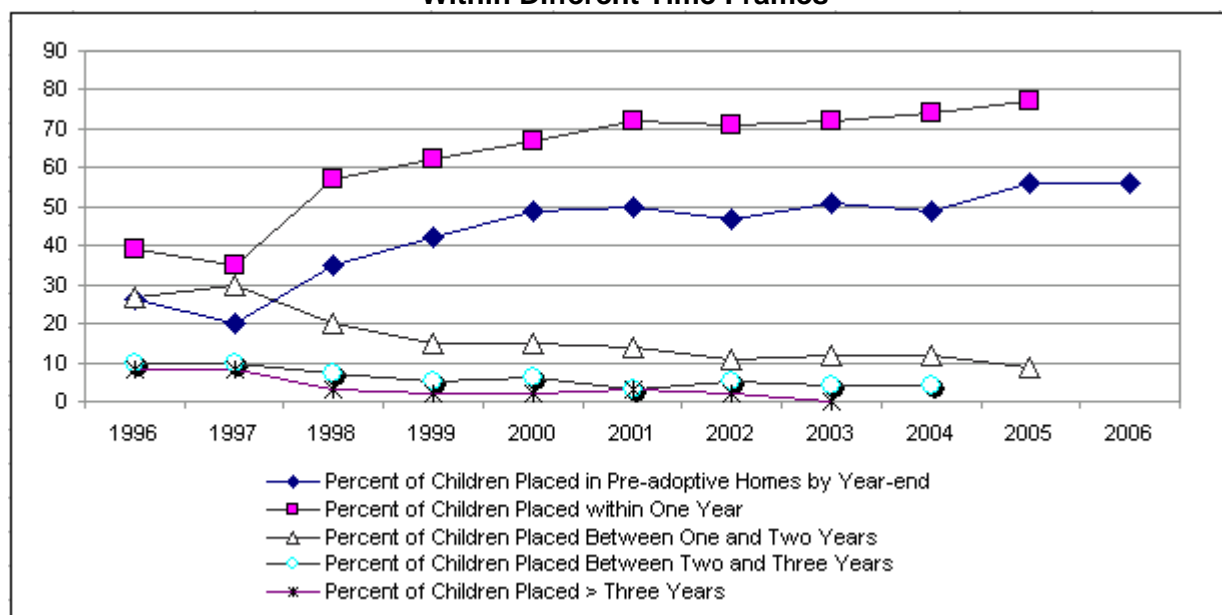 Within Different Time Frames
90
80
70
60
50
40
30
20
10
0
1996 1997 1998 1999 2000 2001 2002 2003 2004 2005 2006
Percent of Children Placed in Pre-adoptive Homes by Year-end
Percent of Children Placed within One Year
Percent of Children Placed Between One and Two Years
Percent of Children Placed Between Two and Three Years
Percent of Children Placed > Three Years